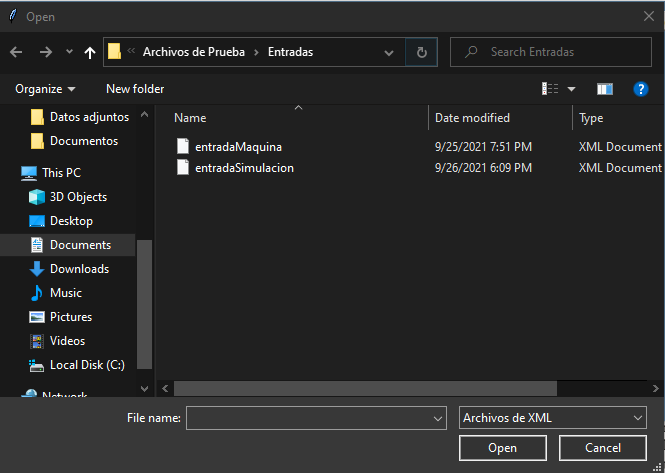 Open
Archivos de Prueba
Entradas
Search Entradas
Organize
New folder
Datos adjuntos
Documentos
This PC
3D Objects
Desktop
Documents
Downloads
Music
Pictures
Videos
Local Disk (C:)
Network
Name
Date modified
Type
entradaMaquina
9/25/2021 7:51 PM
XML Document
entradaSimulacion
9/26/2021 6:09 PM
XML Document
File name:
Archivos de XML
Open
Cancel